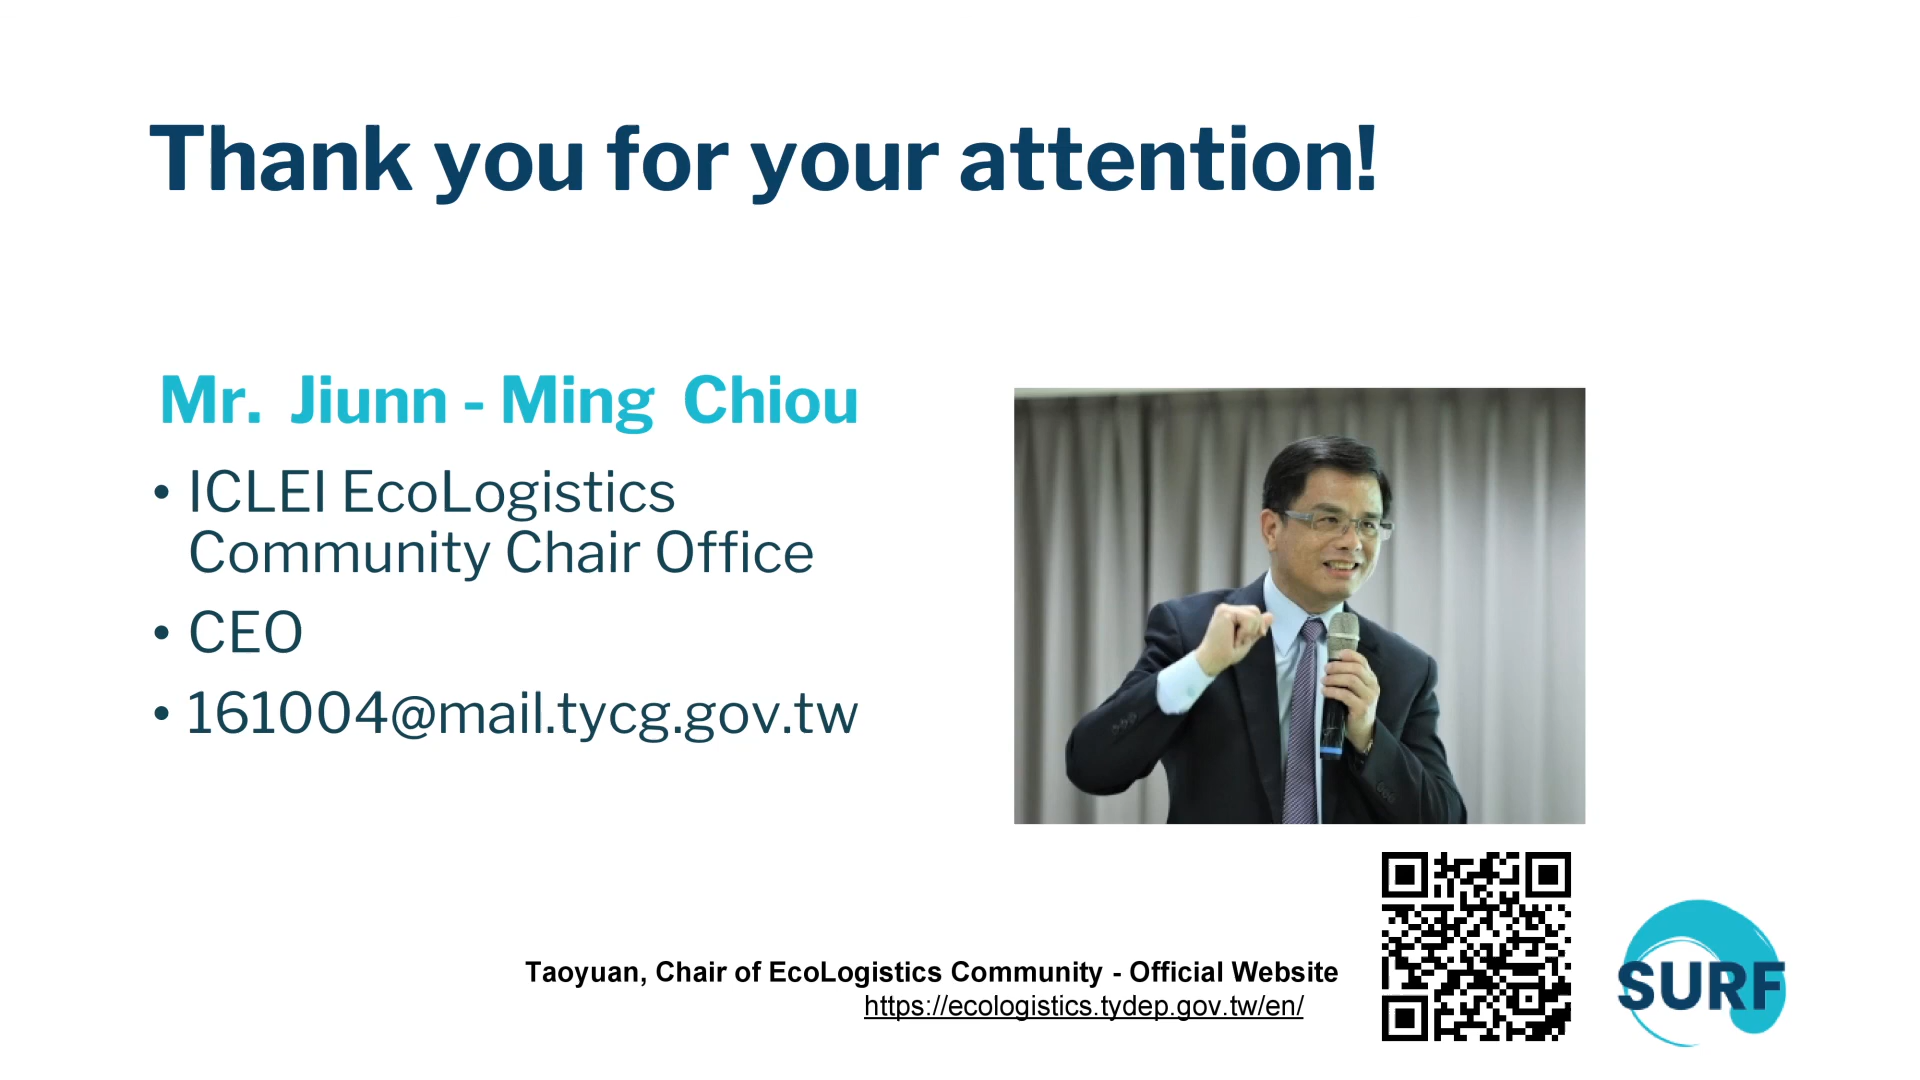 Thank you for your attention!
Mr. Jiunn - Ming Chiou
• ICLEI EcoLogistics
Community Chair Office
• CEO
• 161004@mail.tycg.gov.tw
Taoyuan, Chair of EcoLogistics Community - Official Website
https://ecologistics.tydep.gov.tw/en/
SURF